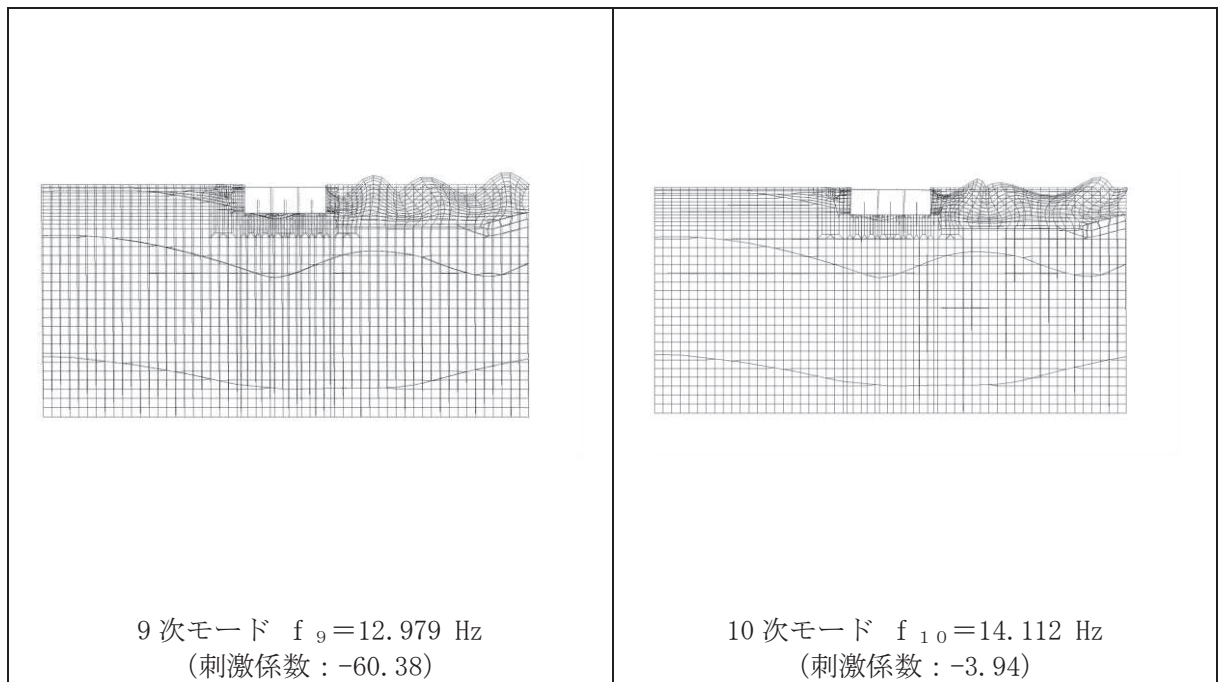 9 次モード f ₉=12.979 Hz
(刺激係数：-60.38)
10 次モード f ₁₀=14.112 Hz
(刺激係数：-3.94)